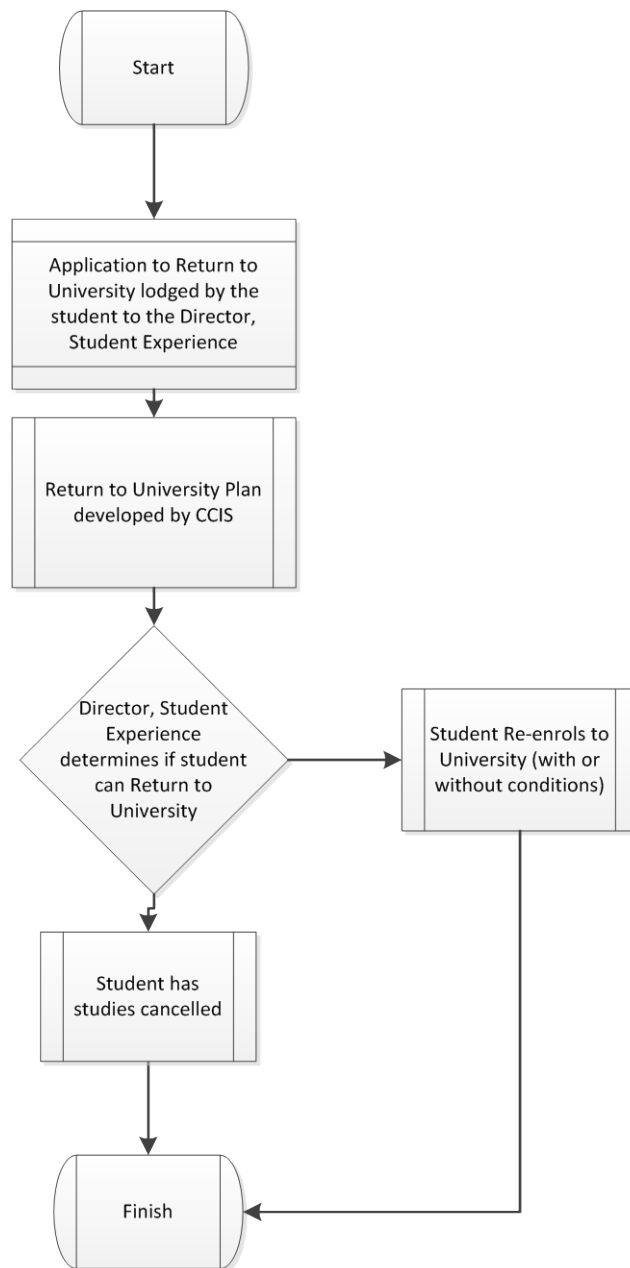 Start
Application to Return to
University lodged by the
student to the Director,
Student Experience
Return to University Plan
developed by CCIS
Director, Student
Experience
determines if student
can Return to
University
Student Re-enrols to
University (with or
without conditions)
Student has
studies cancelled
Finish